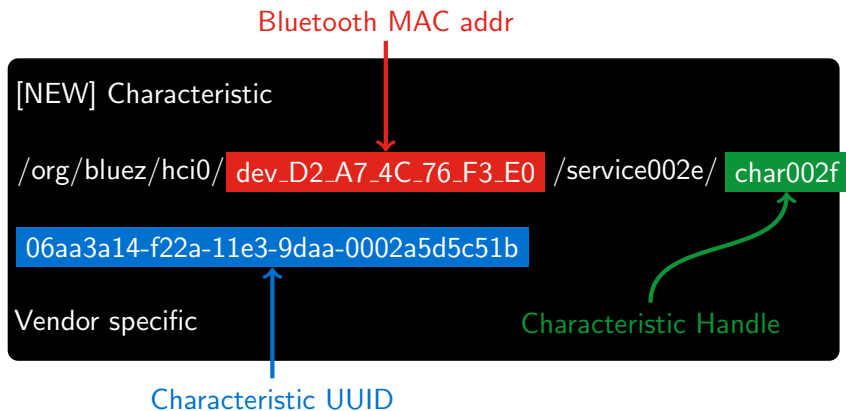 Bluetooth MAC addr
[NEW] Characteristic
/org/bluez/hci0/ dev_D2_A7_4C_76_F3_E0 /service002e/ char002f
06aa3a14-f22a-11e3-9daa-0002a5d5c51b
Vendor specific
Characteristic Handle
Characteristic UUID